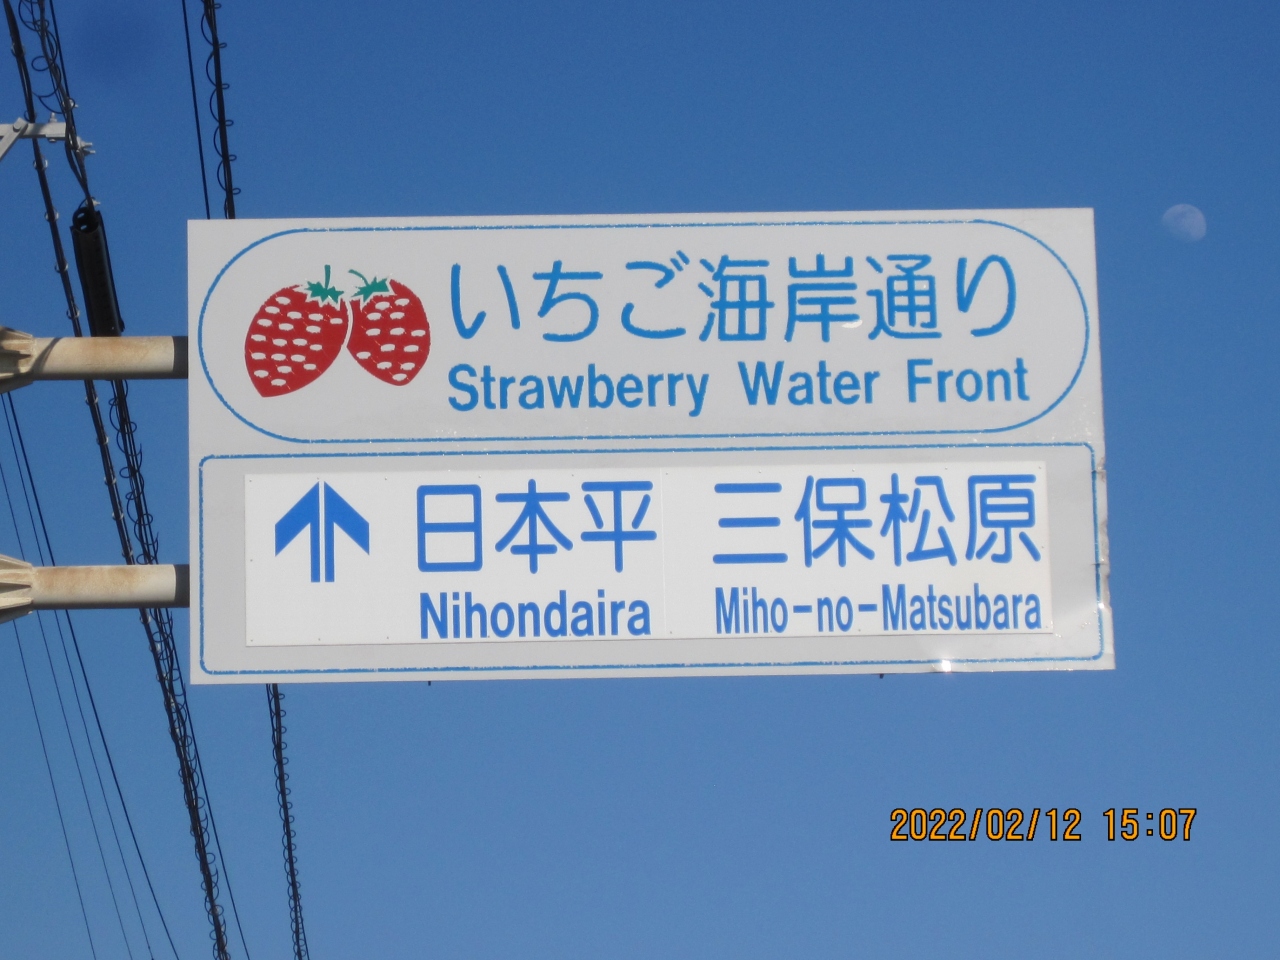 いちご海岸通り
Strawberry Water Front
日本平 三保松原
Nihondaira Miho-no-Matsubara
2022/02/12 15:07